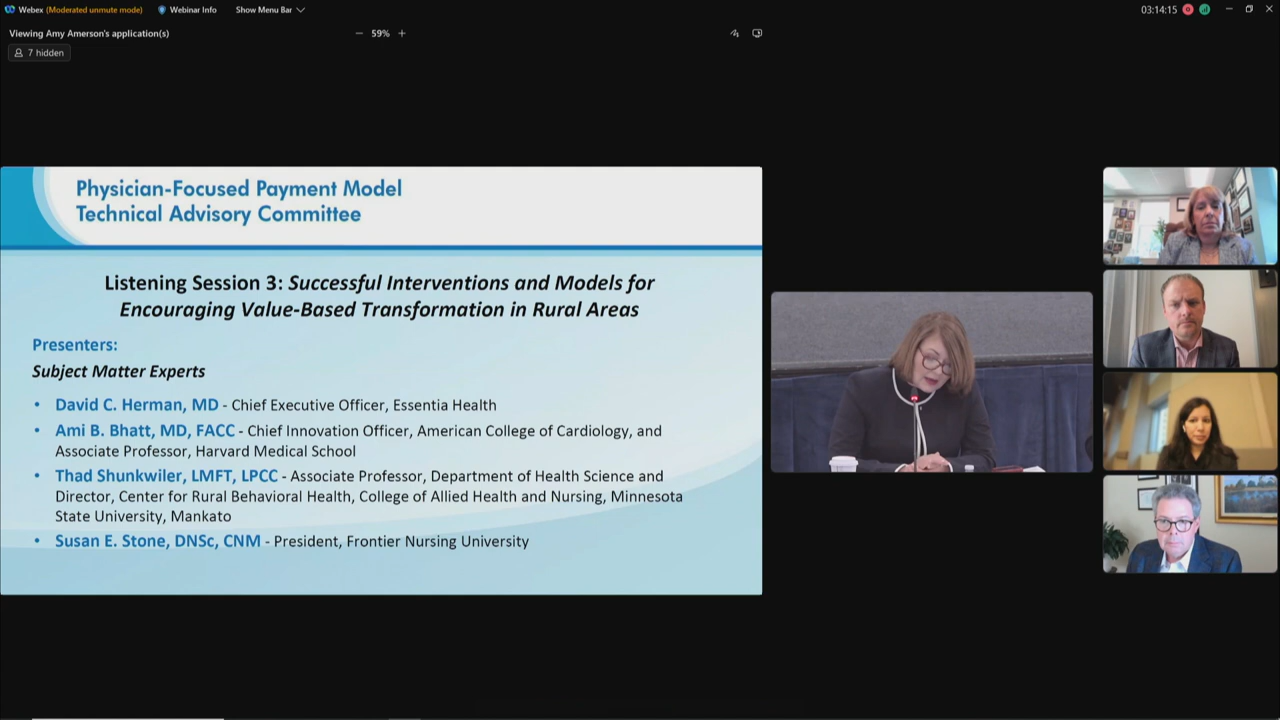 Webex (Moderated unmute mode) Webinar Info Show Menu Bar 03:14:15
Viewing Amy Amerson's application(s) − 59% +
7 hidden
Physician-Focused Payment Model
Technical Advisory Committee
Listening Session 3: Successful Interventions and Models for
Encouraging Value-Based Transformation in Rural Areas
Presenters:
Subject Matter Experts
• David C. Herman, MD - Chief Executive Officer, Essentia Health
• Ami B. Bhatt, MD, FACC - Chief Innovation Officer, American College of Cardiology, and
Associate Professor, Harvard Medical School
• Thad Shunkwiler, LMFT, LPCC - Associate Professor, Department of Health Science and
Director, Center for Rural Behavioral Health, College of Allied Health and Nursing, Minnesota
State University, Mankato
• Susan E. Stone, DNSc, CNM - President, Frontier Nursing University